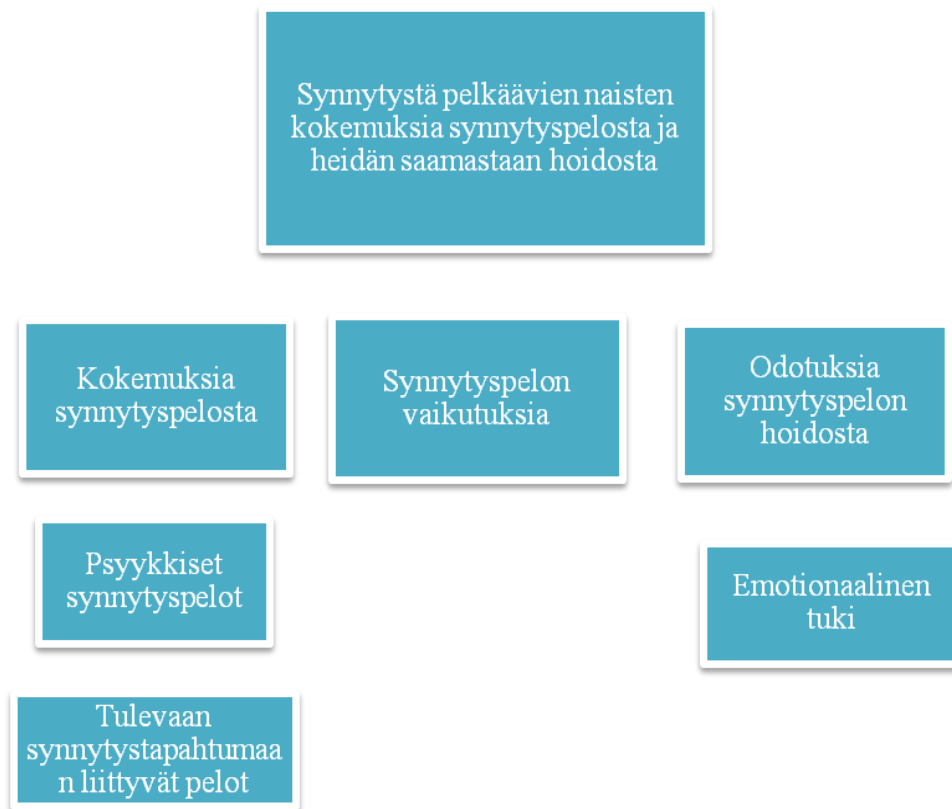 Synnytystä pelkäävien naisten
kokemuksia synnytyspelosta ja
heidän saamastaan hoidosta
Kokemuksia
synnytyspelosta
Synnytyspelon
vaikutuksia
Odotuksia
synnytyspelon
hoidosta
Psyykkiset
synnytyspelot
Emotionaalinen
tuki
Tulevaan
synnytystapahtumaa
n liittyvät pelot